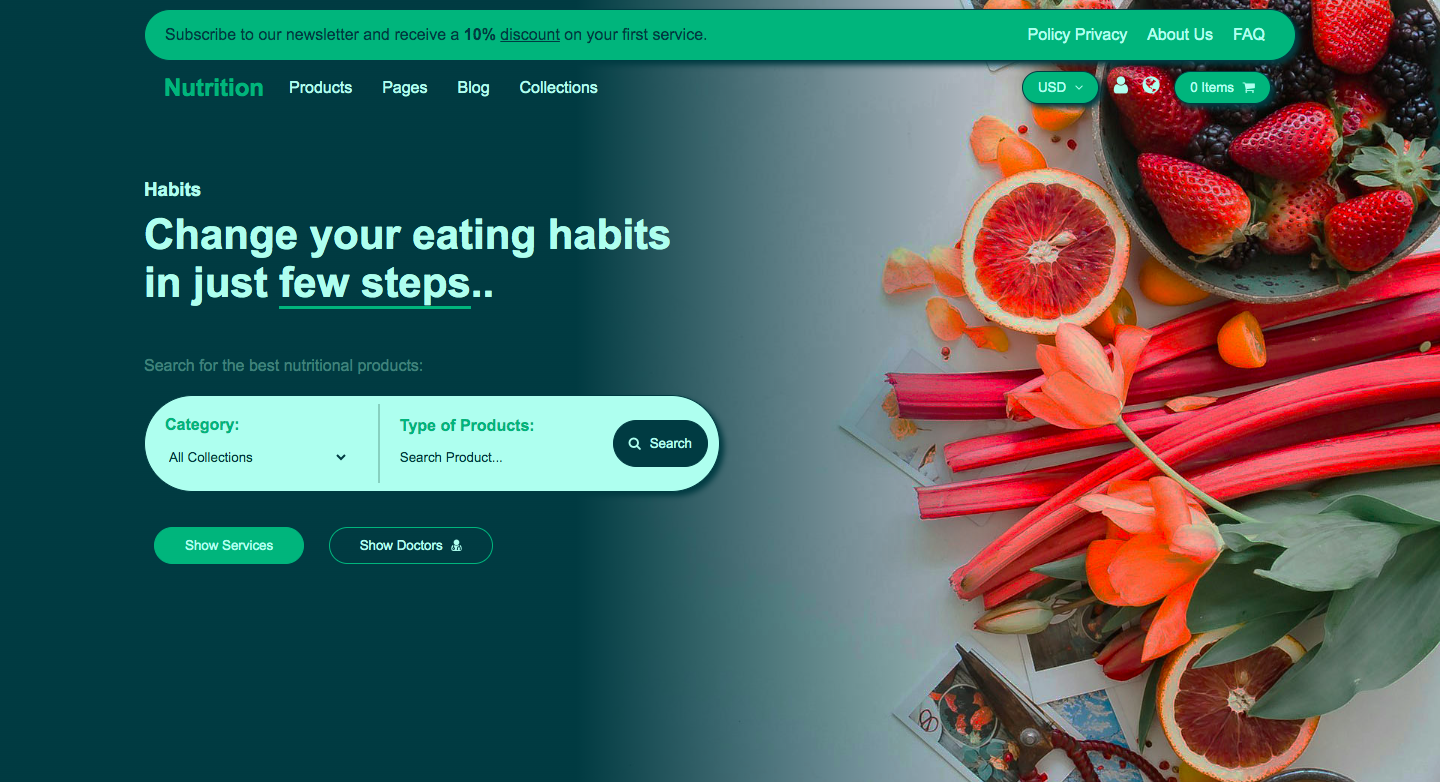 Subscribe to our newsletter and receive a 10% discount on your first service.
Policy Privacy About Us FAQ
Nutrition Products Pages Blog Collections
USD 0 Items
Habits
Change your eating habits
in just few steps..
Search for the best nutritional products:
Category:
All Collections
Type of Products:
Search Product...
Search
Show Services
Show Doctors